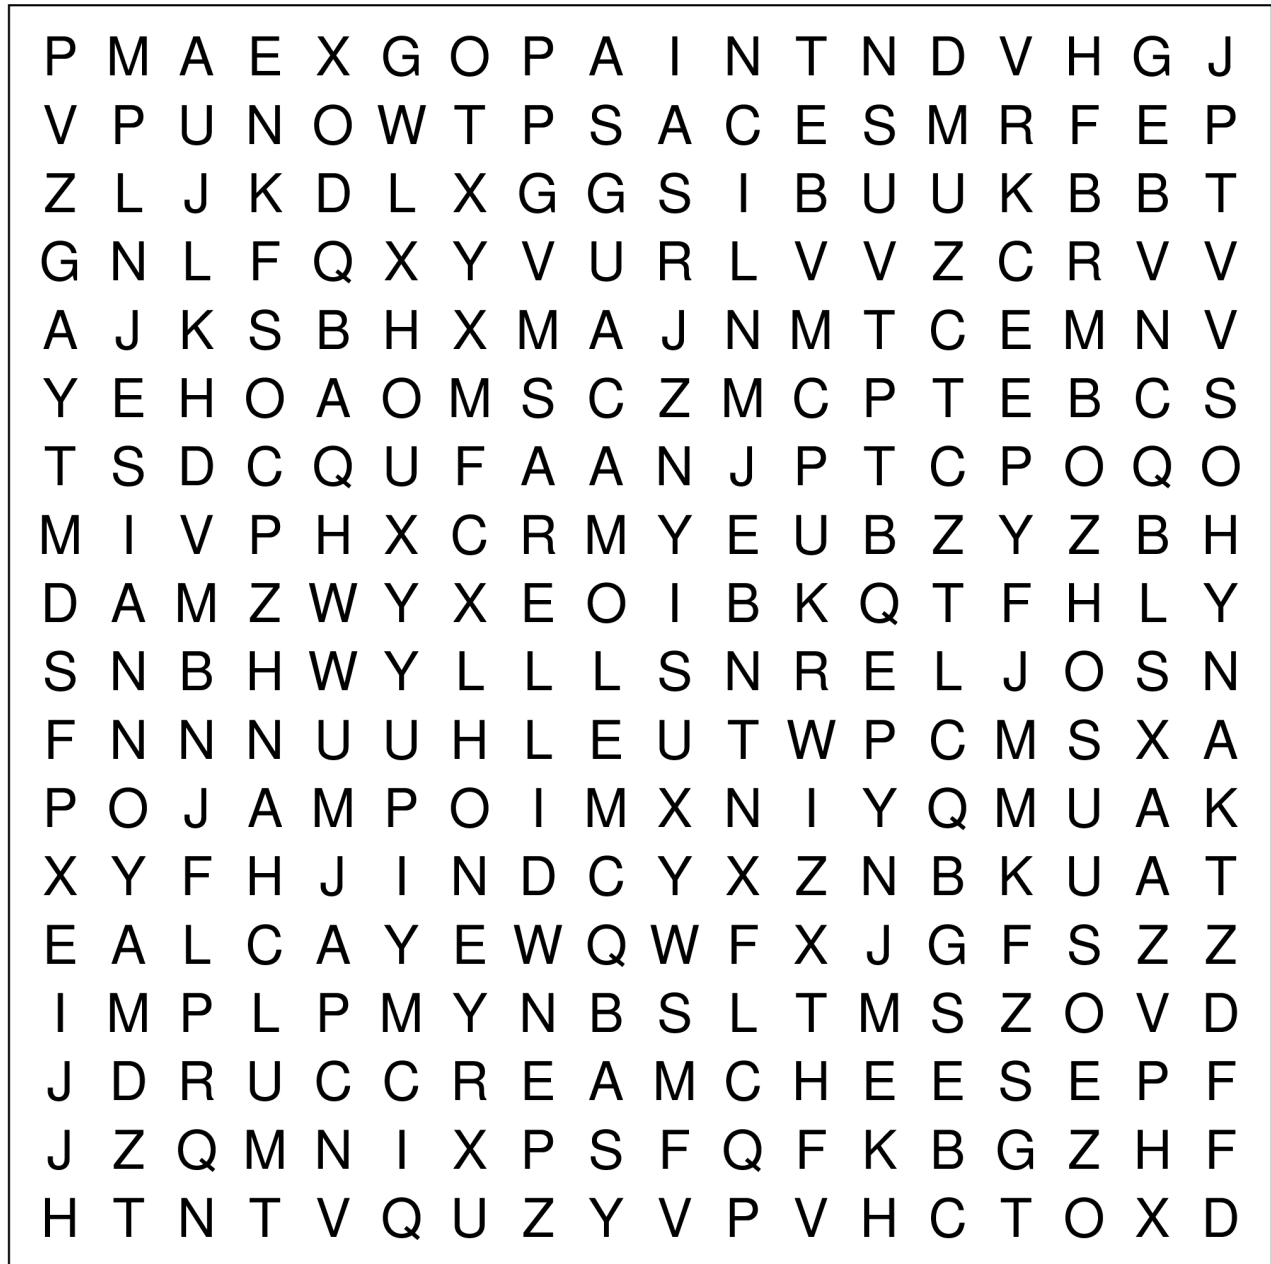 P M A E X G O P A I N T N D V H G J
V P U N O W T P S A C E S M R F E P
Z L J K D L X G G S I B U U K B B T
G N L F Q X Y V U R L V V Z C R V V
A J K S B H X M A J N M T C E M N V
Y E H O A O M S C Z M C P T E B C S
T S D C Q U F A A N J P T C P O Q O
M I V P H X C R M Y E U B Z Y Z B H
D A M Z W Y X E O I B K Q T F H L Y
S N B H W Y L L L S N R E L J O S N
F N N N U U H L E U T W P C M S X A
P O J A M P O I M X N I Y Q M U A K
X Y F H J I N D C Y X Z N B K U A T
E A L C A Y E W Q W F X J G F S Z Z
I M P L P M Y N B S L T M S Z O V D
J D R U C C R E A M C H E E S E P F
J Z Q M N I X P S F Q F K B G Z H F
H T N T V Q U Z Y V P V H C T O X D